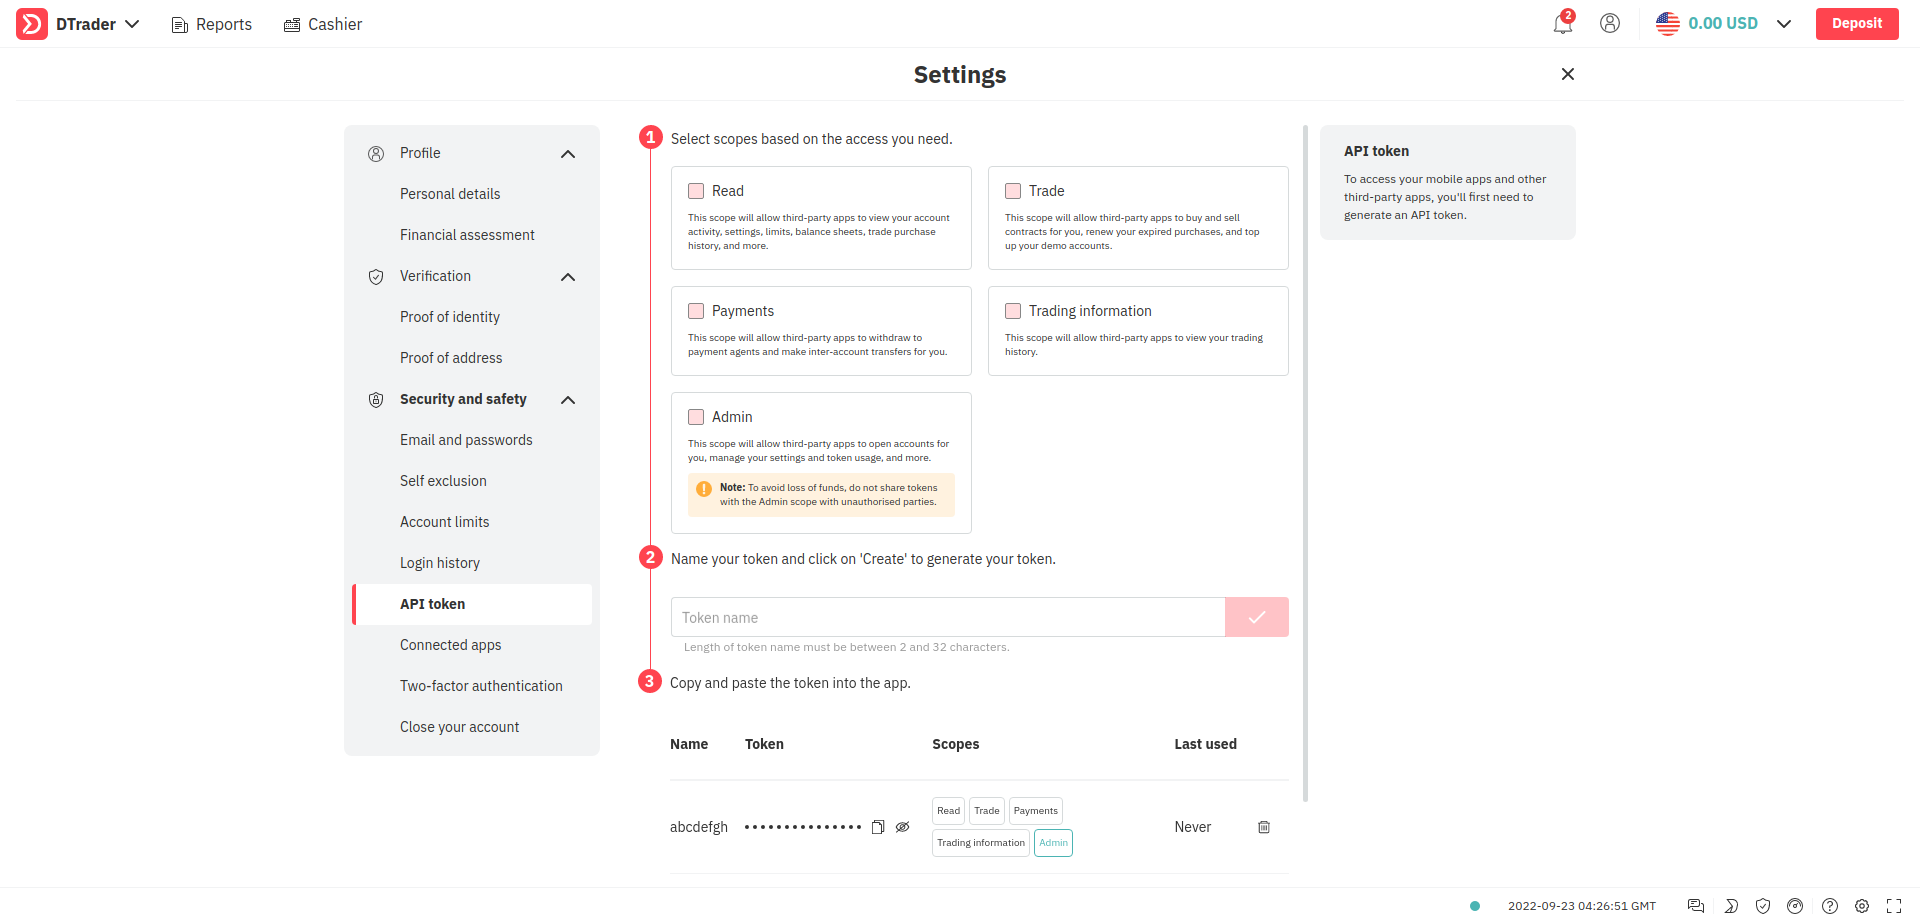 DTrader
Reports
Cashier
2
0.00 USD
Deposit
Settings
Profile
Personal details
Financial assessment
Verification
Proof of identity
Proof of address
Security and safety
Email and passwords
Self exclusion
Account limits
Login history
API token
Connected apps
Two-factor authentication
Close your account
1
Select scopes based on the access you need.
Read
This scope will allow third-party apps to view your account
activity, settings, limits, balance sheets, trade purchase
history, and more.
Trade
This scope will allow third-party apps to buy and sell
contracts for you, renew your expired purchases, and top
up your demo accounts.
Payments
This scope will allow third-party apps to withdraw to
payment agents and make inter-account transfers for you.
Trading information
This scope will allow third-party apps to view your trading
history.
Admin
This scope will allow third-party apps to open accounts for
you, manage your settings and token usage, and more.
Note: To avoid loss of funds, do not share tokens
with the Admin scope with unauthorised parties.
2
Name your token and click on 'Create' to generate your token.
Token name
Length of token name must be between 2 and 32 characters.
3
Copy and paste the token into the app.
Name Token Scopes Last used
abcdefgh
Read Trade Payments
Trading information Admin
Never
API token
To access your mobile apps and other
third-party apps, you'll first need to
generate an API token.
2022-09-23 04:26:51 GMT